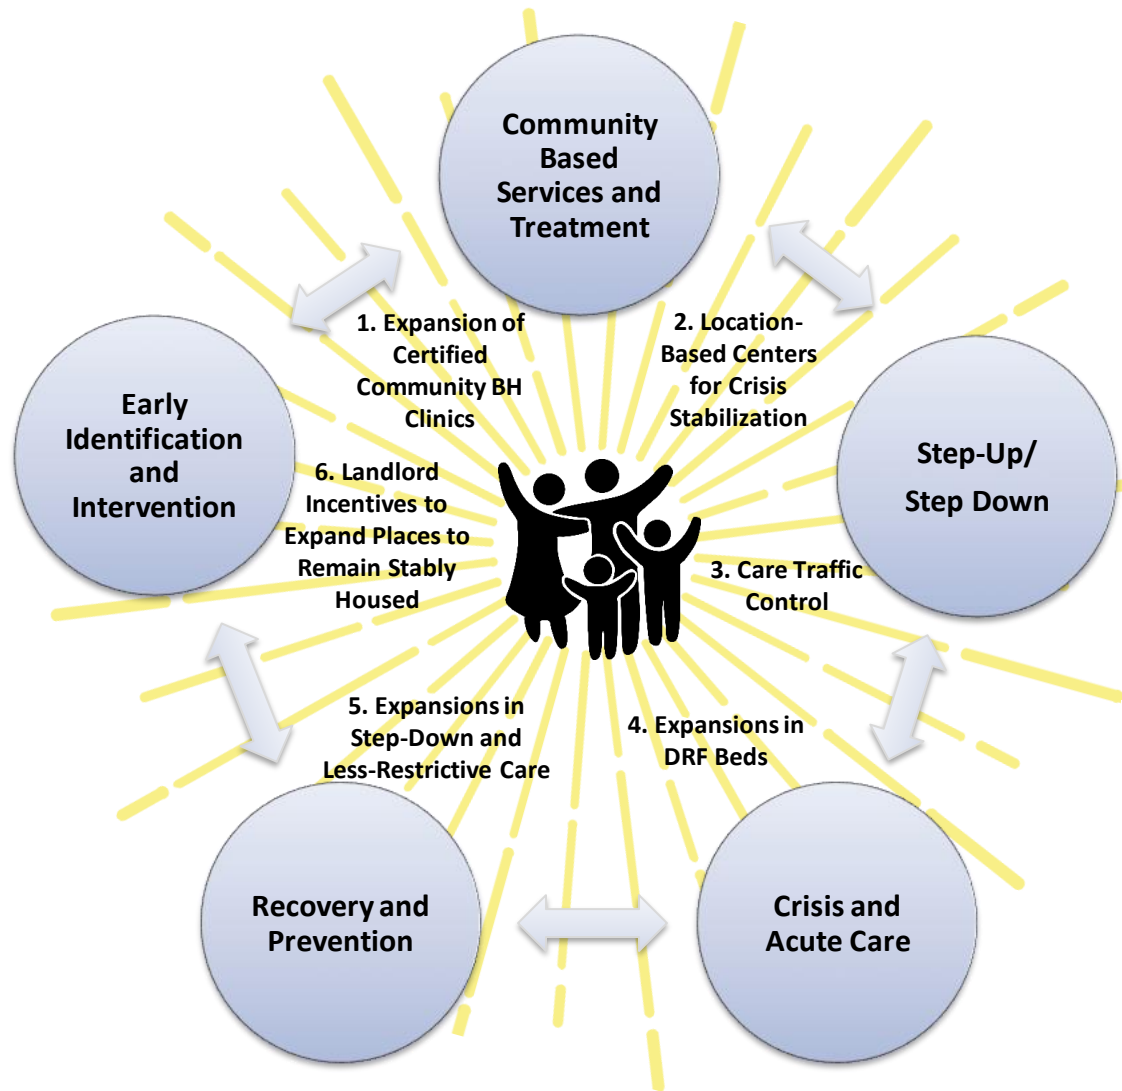 Community
Based
Services and
Treatment
1. Expansion of
Certified
Community BH
Clinics
2. Location-
Based Centers
for Crisis
Stabilization
Early
Identification
and
Intervention
Step-Up/
Step Down
6. Landlord
Incentives to
Expand Places to
Remain Stably
Housed
3. Care Traffic
Control
5. Expansions in
Step-Down and
Less-Restrictive Care
4. Expansions in
DRF Beds
Recovery and
Prevention
Crisis and
Acute Care